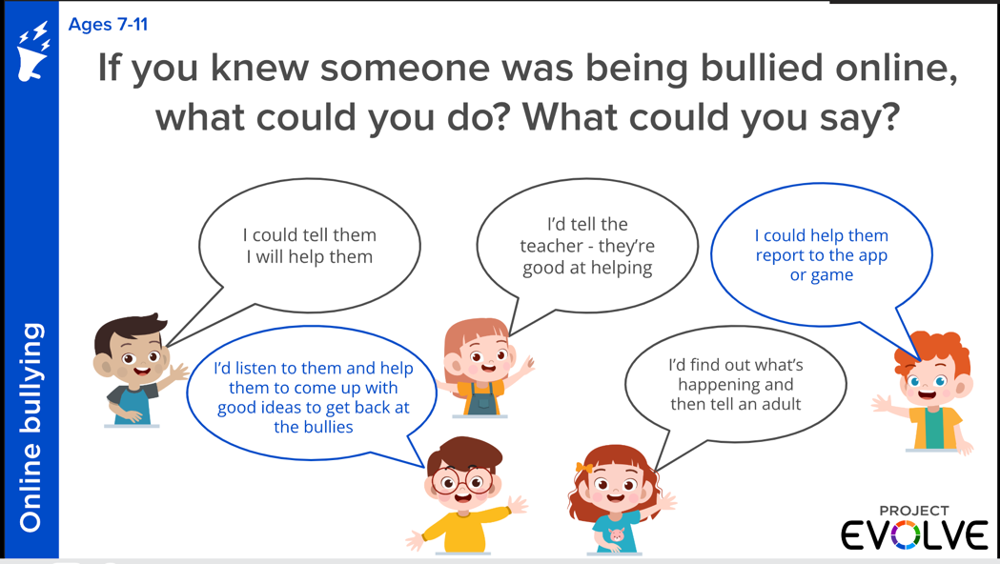 Ages 7-11
If you knew someone was being bullied online,
what could you do? What could you say?
I could tell them
I will help them
I'd tell the
teacher - they're
good at helping
I could help them
report to the app
or game
I'd listen to them and help
them to come up with
good ideas to get back at
the bullies
I'd find out what's
happening and
then tell an adult
Online bullying
PROJECT
EVOLVE